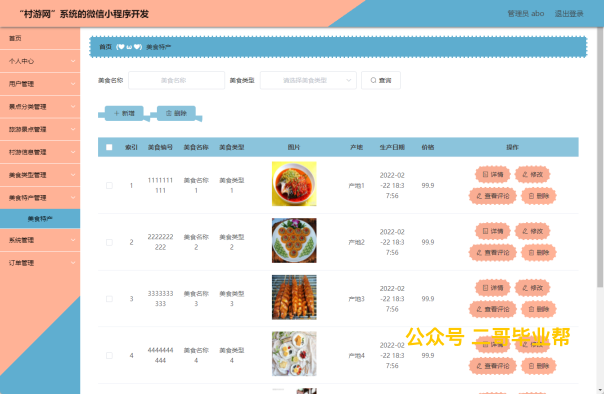 “村游网”系统的微信小程序开发
管理员 abo 退出登录
首页
个人中心
用户管理
景点分类管理
旅游景点管理
村游信息管理
美食类型管理
美食特产管理
美食特产
系统管理
订单管理
首页 (♥ω♥) 美食特产
美食名称 美食名称 美食类型 请选择美食类型 查询
新增 删除
索引 美食编号 美食名称 美食类型 图片 产地 生产日期 价格 操作
1 1111111111 美食名称1 美食类型1 产地1 2022-02-22 18:37:56 99.9 详情 修改 查看评论 删除
2 2222222222 美食名称2 美食类型2 产地2 2022-02-22 18:37:56 99.9 详情 修改 查看评论 删除
3 3333333333 美食名称3 美食类型3 产地3 2022-02-22 18:37:56 99.9 详情 修改 查看评论 删除
4 4444444444 美食名称4 美食类型4 产地4 2022-02-22 18:37:56 99.9 详情 修改 查看评论 删除
公众号 二哥毕业帮